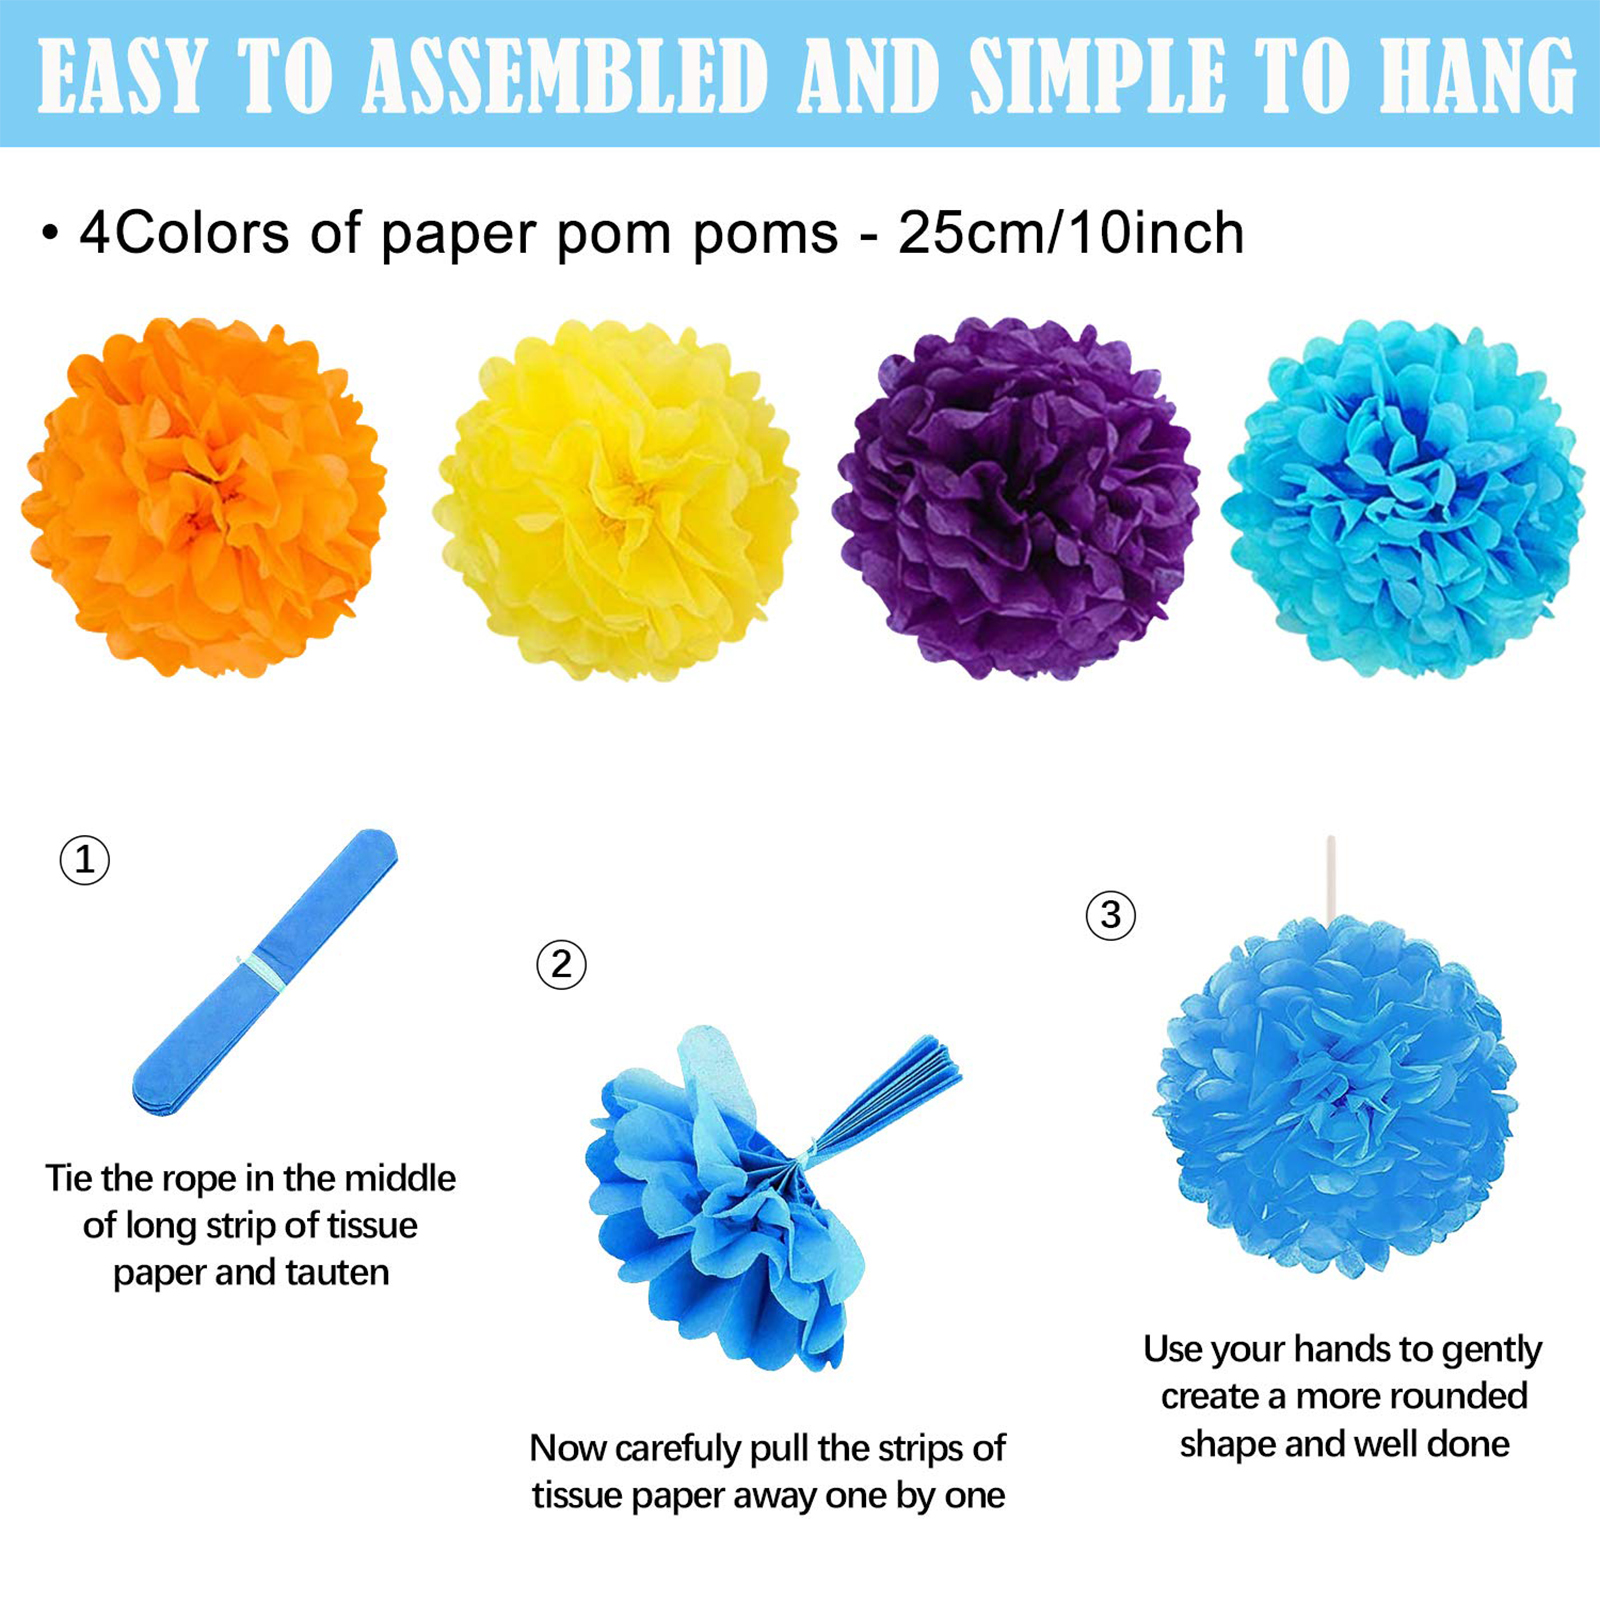 EASY TO ASSEMBLED AND SIMPLE TO HANG
• 4Colors of paper pom poms - 25cm/10inch
1
Tie the rope in the middle
of long strip of tissue
paper and tauten
2
Now carefuly pull the strips of
tissue paper away one by one
3
Use your hands to gently
create a more rounded
shape and well done